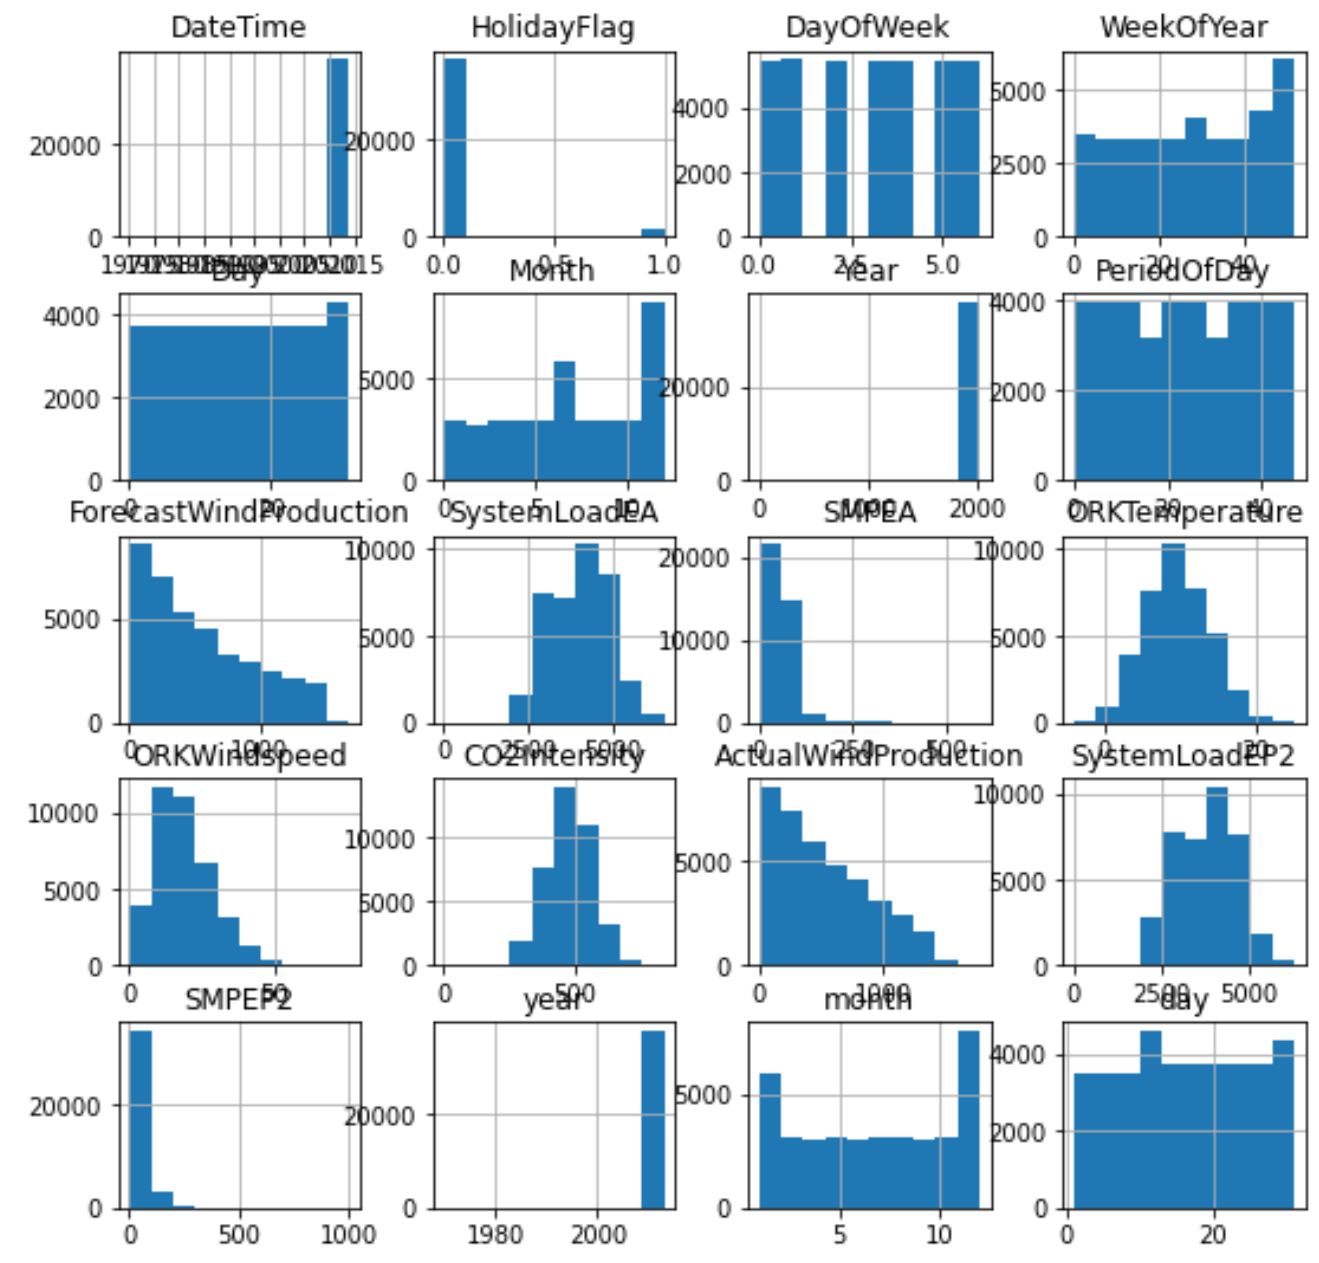 DateTime HolidayFlag DayOfWeek WeekOfYear
20000 20000 4000 2000 5000 2500
0 0 0 0
2015 0.0 0.5 1.0 0.0 2.5 5.0 0 20 40
Day Month Year PeriodOfDay
4000 2000 5000 20000 4000 2000
0 0 0 0
0 20 0 5 10 0 1000 2000 0 20 40
ForecastWindProduction SystemLoadEA SMPEA ORKTemperature
5000 10000 5000 20000 10000 10000 5000
0 0 0 0
0 1000 0 2500 5000 0 250 500 0 20
ORKWindspeed CO2Intensity ActualWindProduction SystemLoadEP2
10000 5000 10000 5000 5000 10000 5000
0 0 0 0
0 50 0 500 0 1000 0 2500 5000
SMPEP2 year month day
20000 20000 5000 4000 2000
0 0 0 0
0 500 1000 1980 2000 5 10 0 20